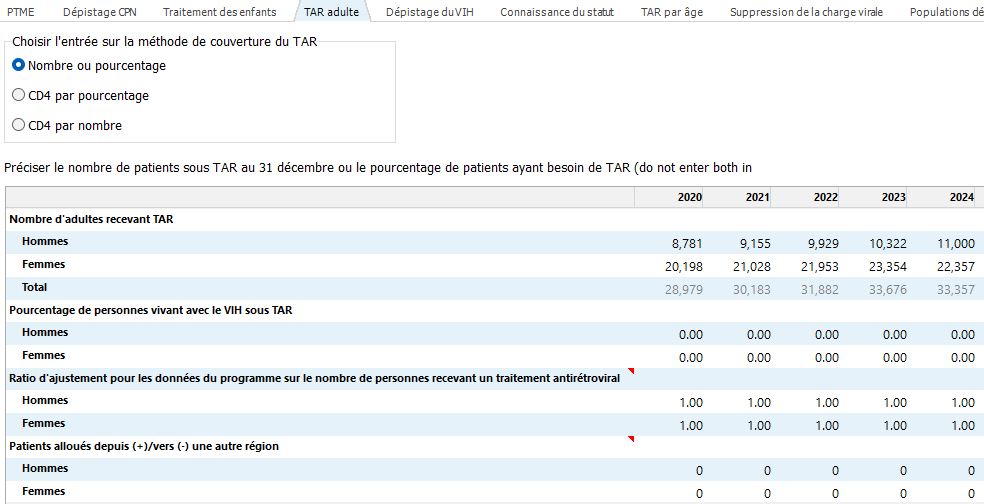 PTME Dépistage CPN Traitement des enfants TAR adulte Dépistage du VIH Connaissance du statut TAR par âge Suppression de la charge virale Populations dé
Choisir l'entrée sur la méthode de couverture du TAR
Nombre ou pourcentage
CD4 par pourcentage
CD4 par nombre
Préciser le nombre de patients sous TAR au 31 décembre ou le pourcentage de patients ayant besoin de TAR (do not enter both in
2020 2021 2022 2023 2024
Nombre d'adultes recevant TAR
Hommes 8,781 9,155 9,929 10,322 11,000
Femmes 20,198 21,028 21,953 23,354 22,357
Total 28,979 30,183 31,882 33,676 33,357
Pourcentage de personnes vivant avec le VIH sous TAR
Hommes 0.00 0.00 0.00 0.00 0.00
Femmes 0.00 0.00 0.00 0.00 0.00
Ratio d'ajustement pour les données du programme sur le nombre de personnes recevant un traitement antirétroviral
Hommes 1.00 1.00 1.00 1.00 1.00
Femmes 1.00 1.00 1.00 1.00 1.00
Patients alloués depuis (+)/vers (-) une autre région
Hommes 0 0 0 0 0
Femmes 0 0 0 0 0